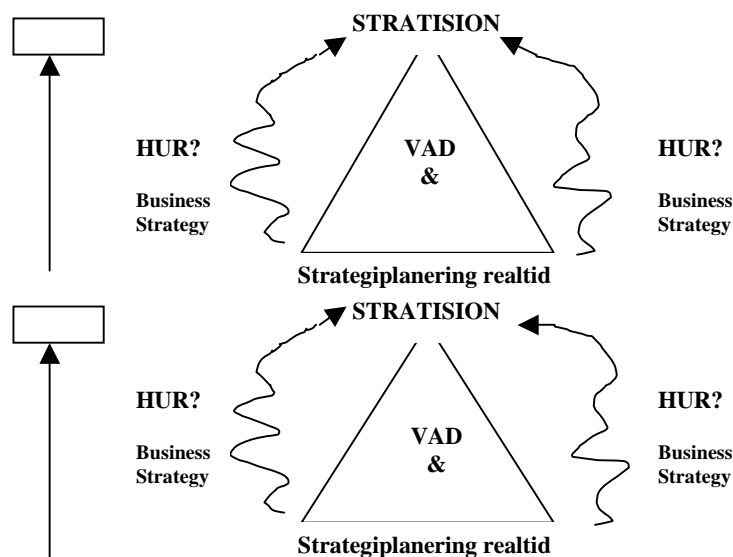 STRATISION
HUR?
VAD
&
HUR?
Business
Strategy
Business
Strategy
Strategiplanering realtid
STRATISION
HUR?
VAD
&
HUR?
Business
Strategy
Business
Strategy
Strategiplanering realtid